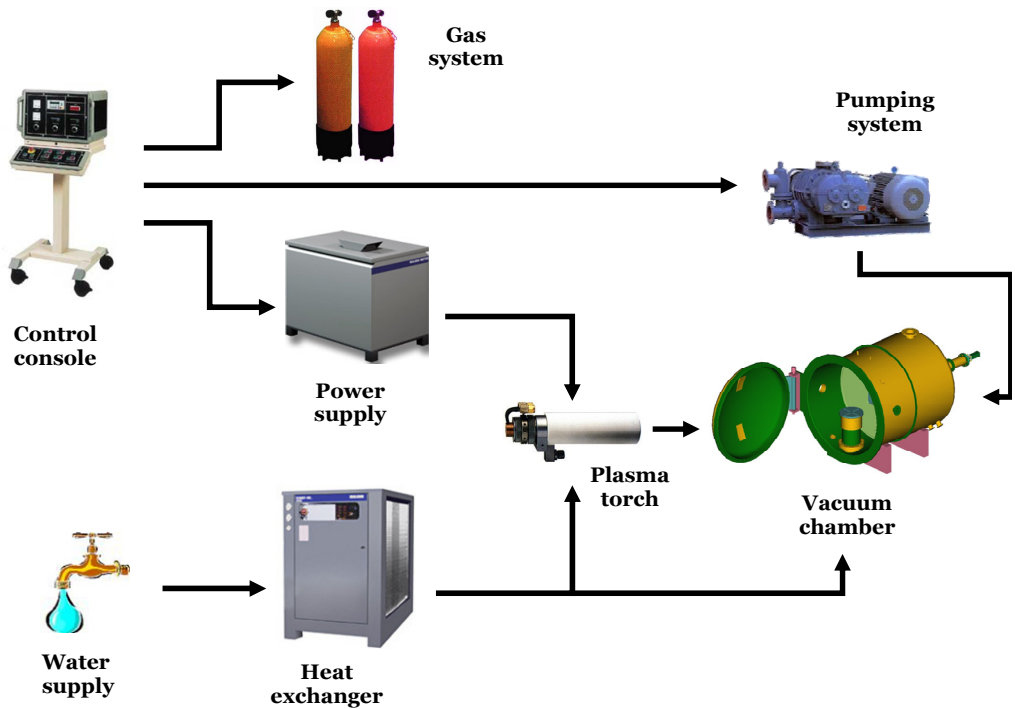 Gas
system
Pumping
system
Control
console
Power
supply
Plasma
torch
Vacuum
chamber
Water
supply
Heat
exchanger